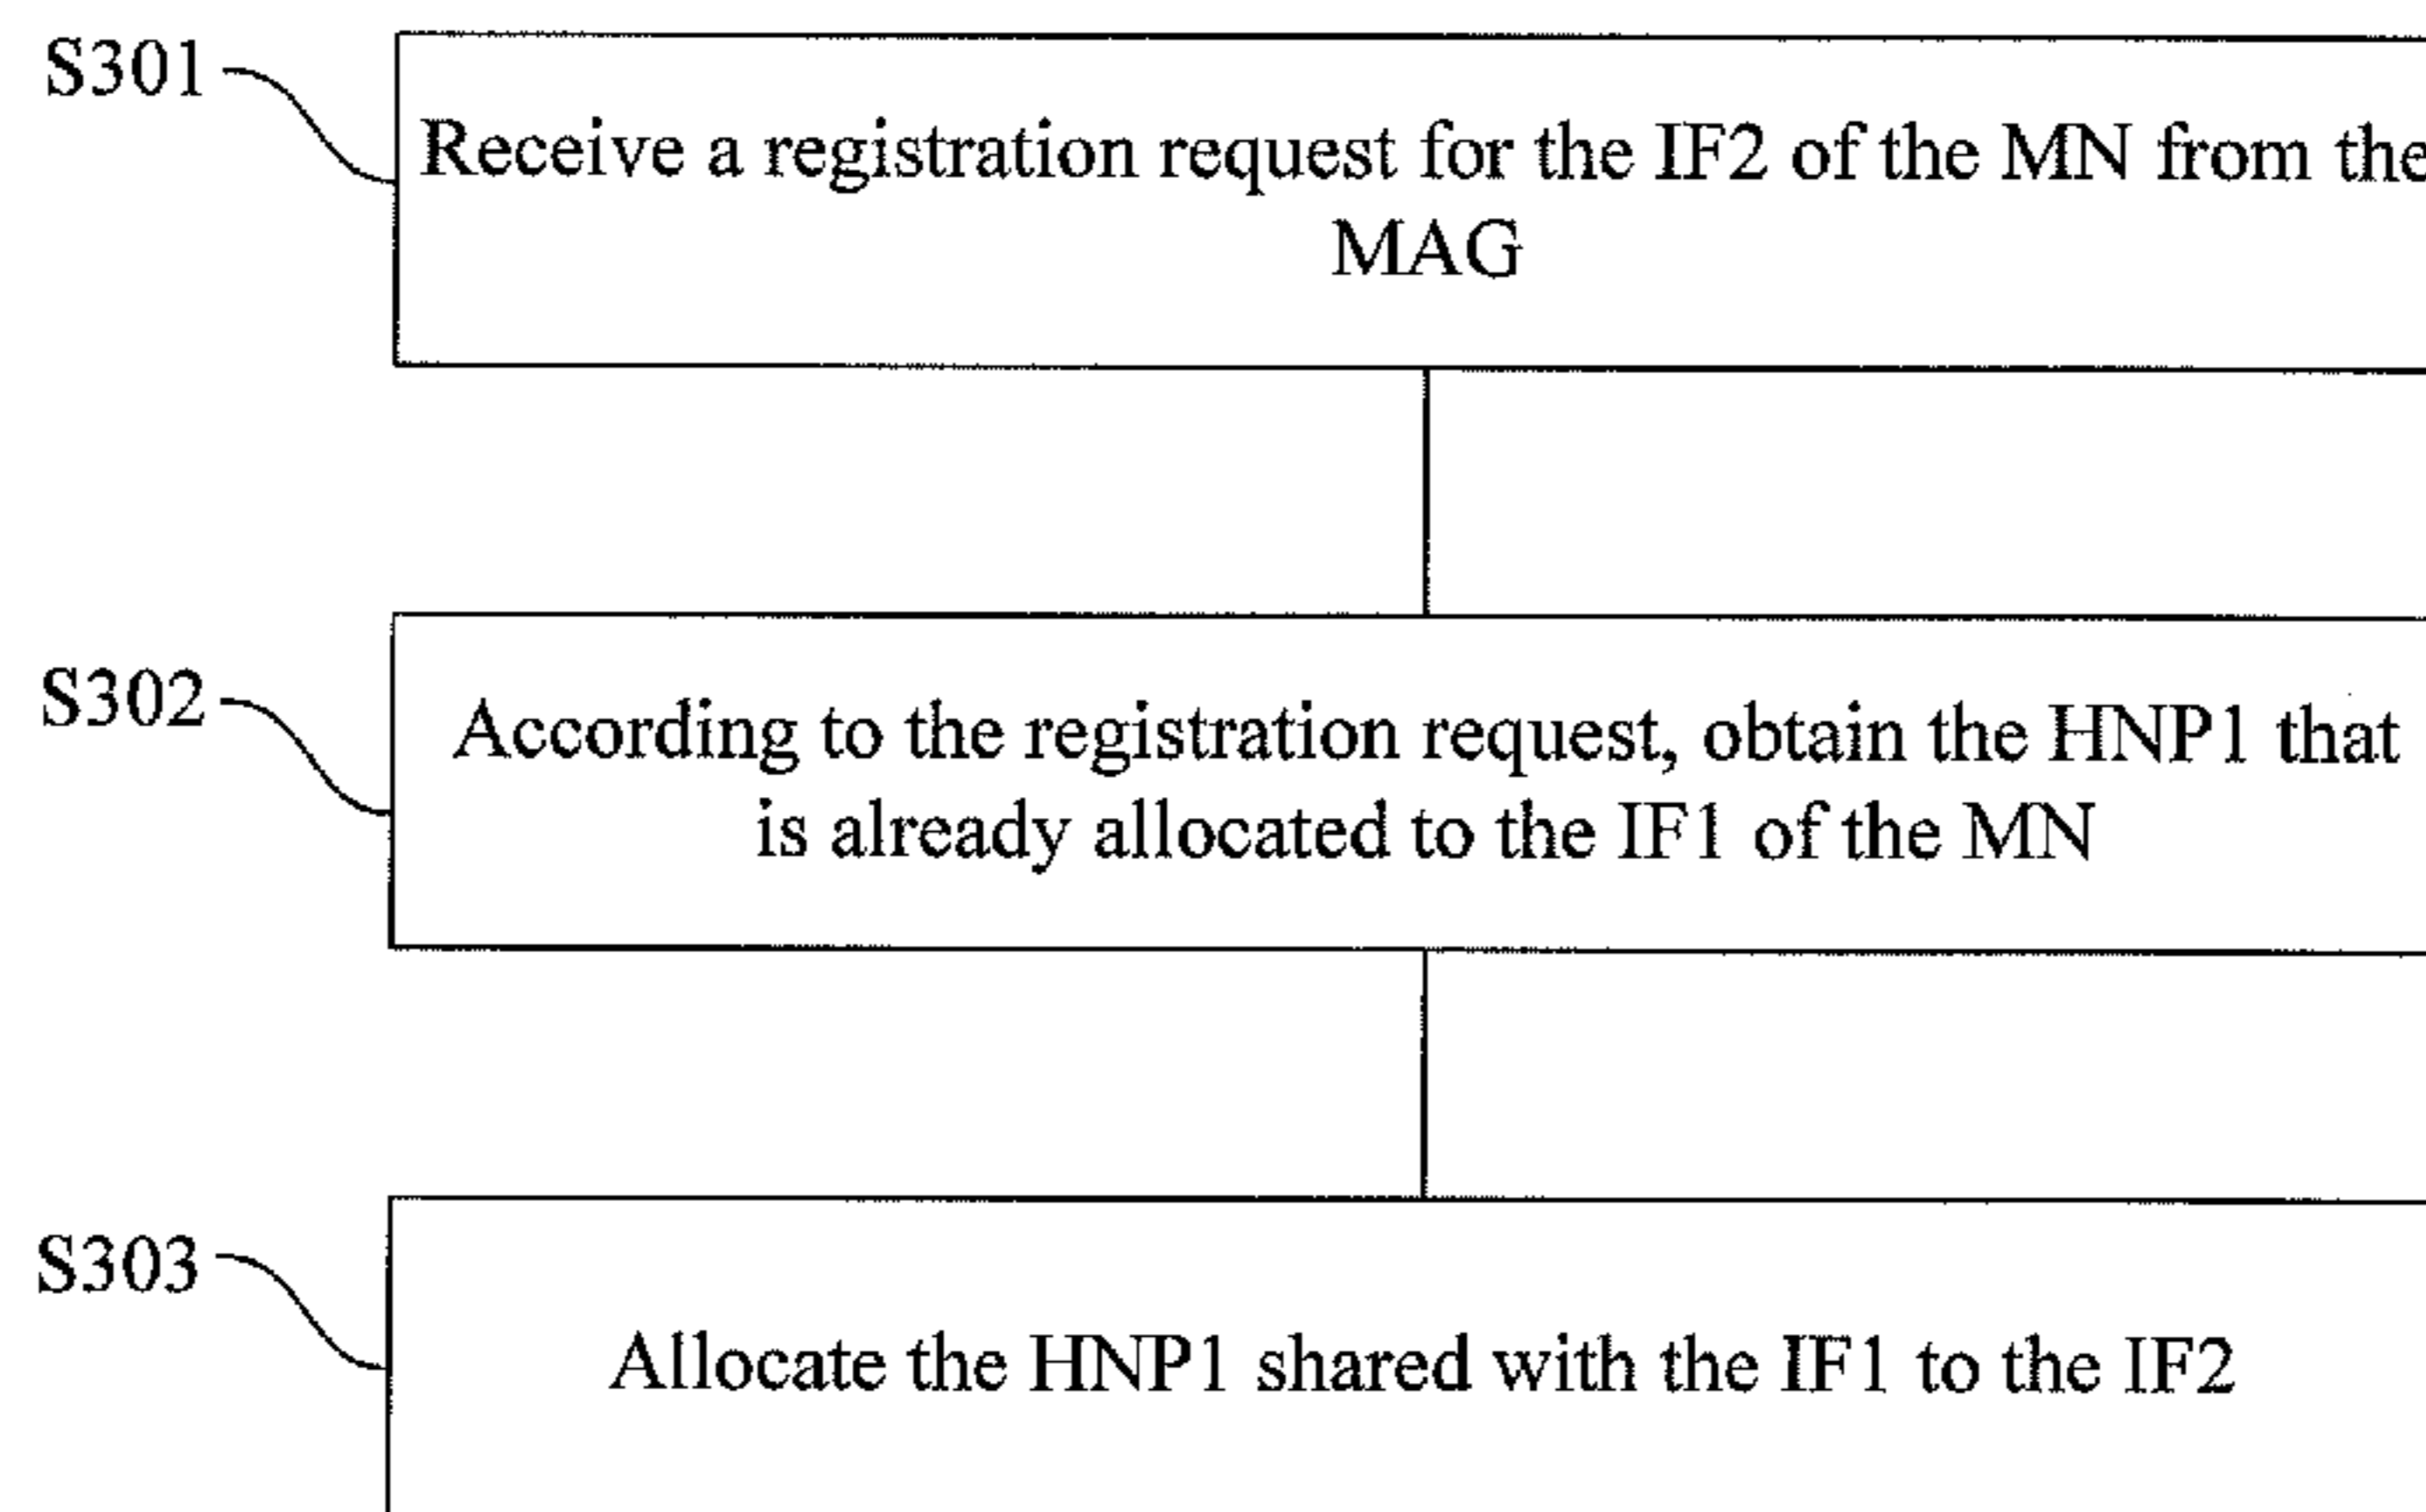 S301
Receive a registration request for the IF2 of the MN from the
MAG
S302
According to the registration request, obtain the HNP1 that
is already allocated to the IF1 of the MN
S303
Allocate the HNP1 shared with the IF1 to the IF2